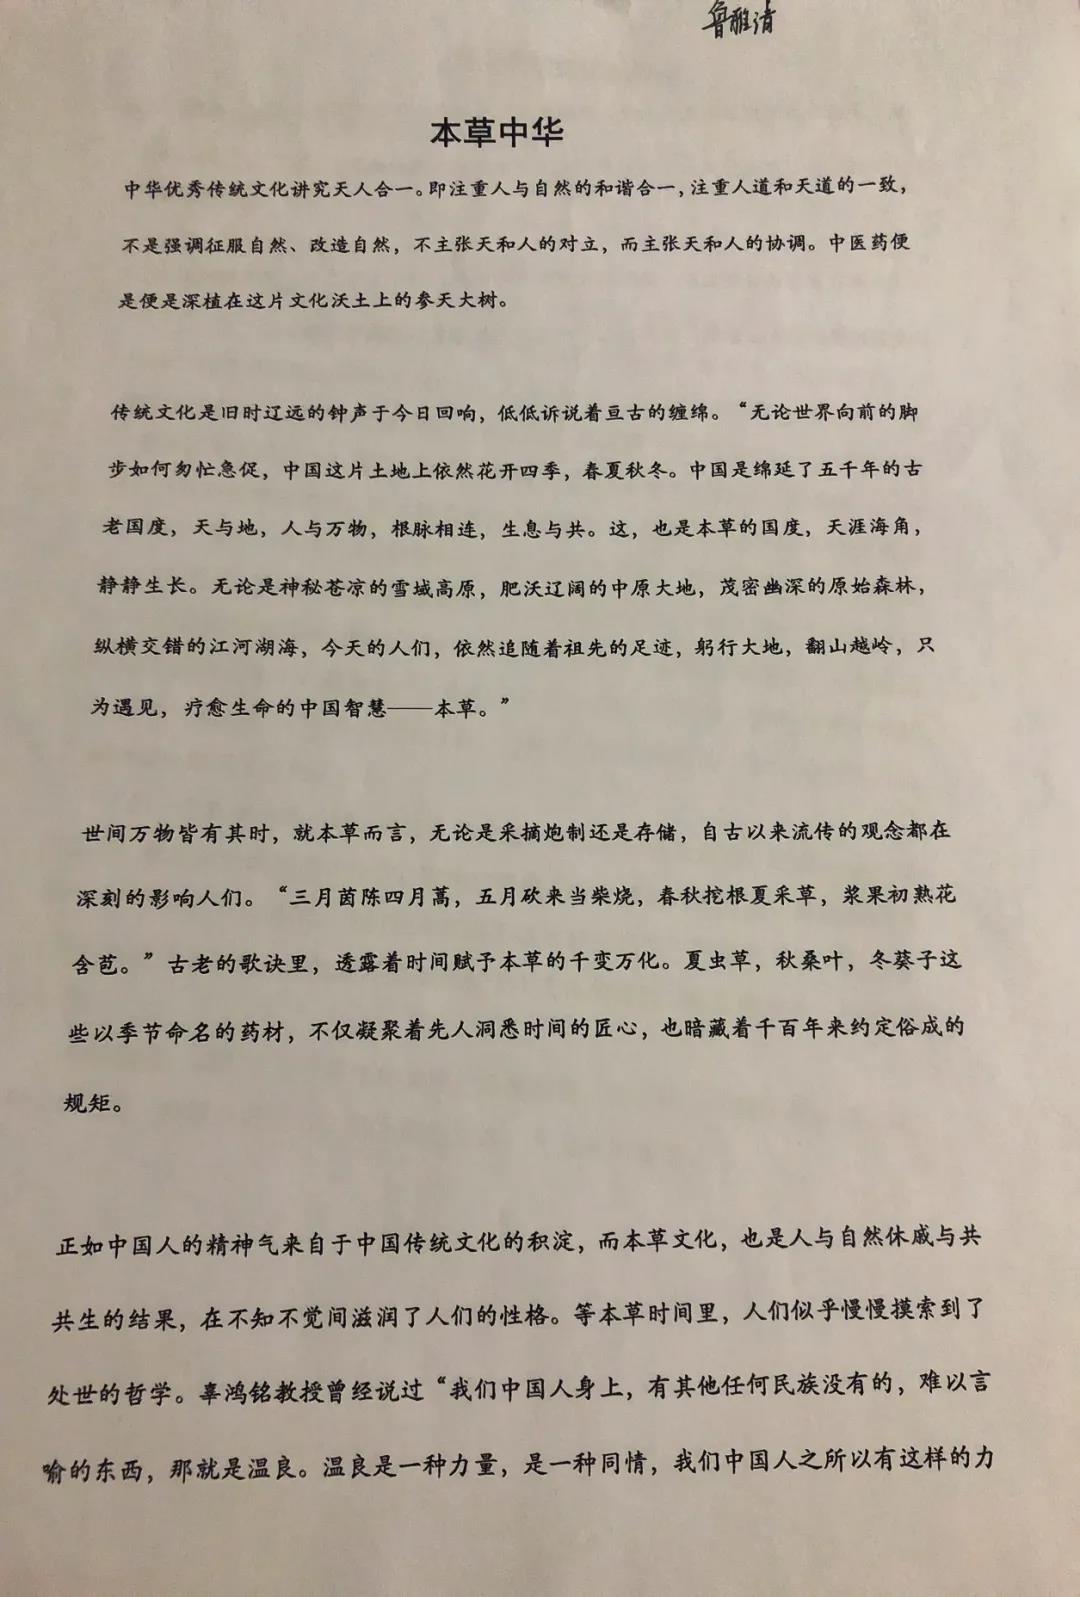 鲁雅清
本草中华
中华优秀传统文化讲究天人合一。即注重人与自然的和谐合一，注重人道和天道的一致，
不是强调征服自然、改造自然，不主张天和人的对立，而主张天和人的协调。中医药便
是便是深植在这片文化沃土上的参天大树。
传统文化是旧时辽远的钟声于今日回响，低低诉说着亘古的缠绵。“无论世界向前的脚
步如何匆忙急促，中国这片土地上依然花开四季，春夏秋冬。中国是绵延了五千年的古
老国度，天与地，人与万物，根脉相连，生息与共。这，也是本草的国度，天涯海角，
静静生长。无论是神秘苍凉的雪域高原，肥沃辽阔的中原大地，茂密幽深的原始森林，
纵横交错的江河湖海，今天的人们，依然追随着祖先的足迹，躬行大地，翻山越岭，只
为遇见，疗愈生命的中国智慧——本草。”
世间万物皆有其时，就本草而言，无论是采摘炮制还是存储，自古以来流传的观念都在
深刻的影响人们。“三月茵陈四月蒿，五月砍来当柴烧，春秋挖根夏采草，浆果初熟花
含苞。”古老的歌诀里，透露着时间赋予本草的千变万化。夏虫草，秋桑叶，冬葵子这
些以季节命名的药材，不仅凝聚着先人洞悉时间的匠心，也暗藏着千百年来约定俗成的
规矩。
正如中国人的精神气来自于中国传统文化的积淀，而本草文化，也是人与自然休戚与共
共生的结果，在不知不觉间滋润了人们的性格。等本草时间里，人们似乎慢慢摸索到了
处世的哲学。辜鸿铭教授曾经说过“我们中国人身上，有其他任何民族没有的，难以言
喻的东西，那就是温良。温良是一种力量，是一种同情，我们中国人之所以有这样的力